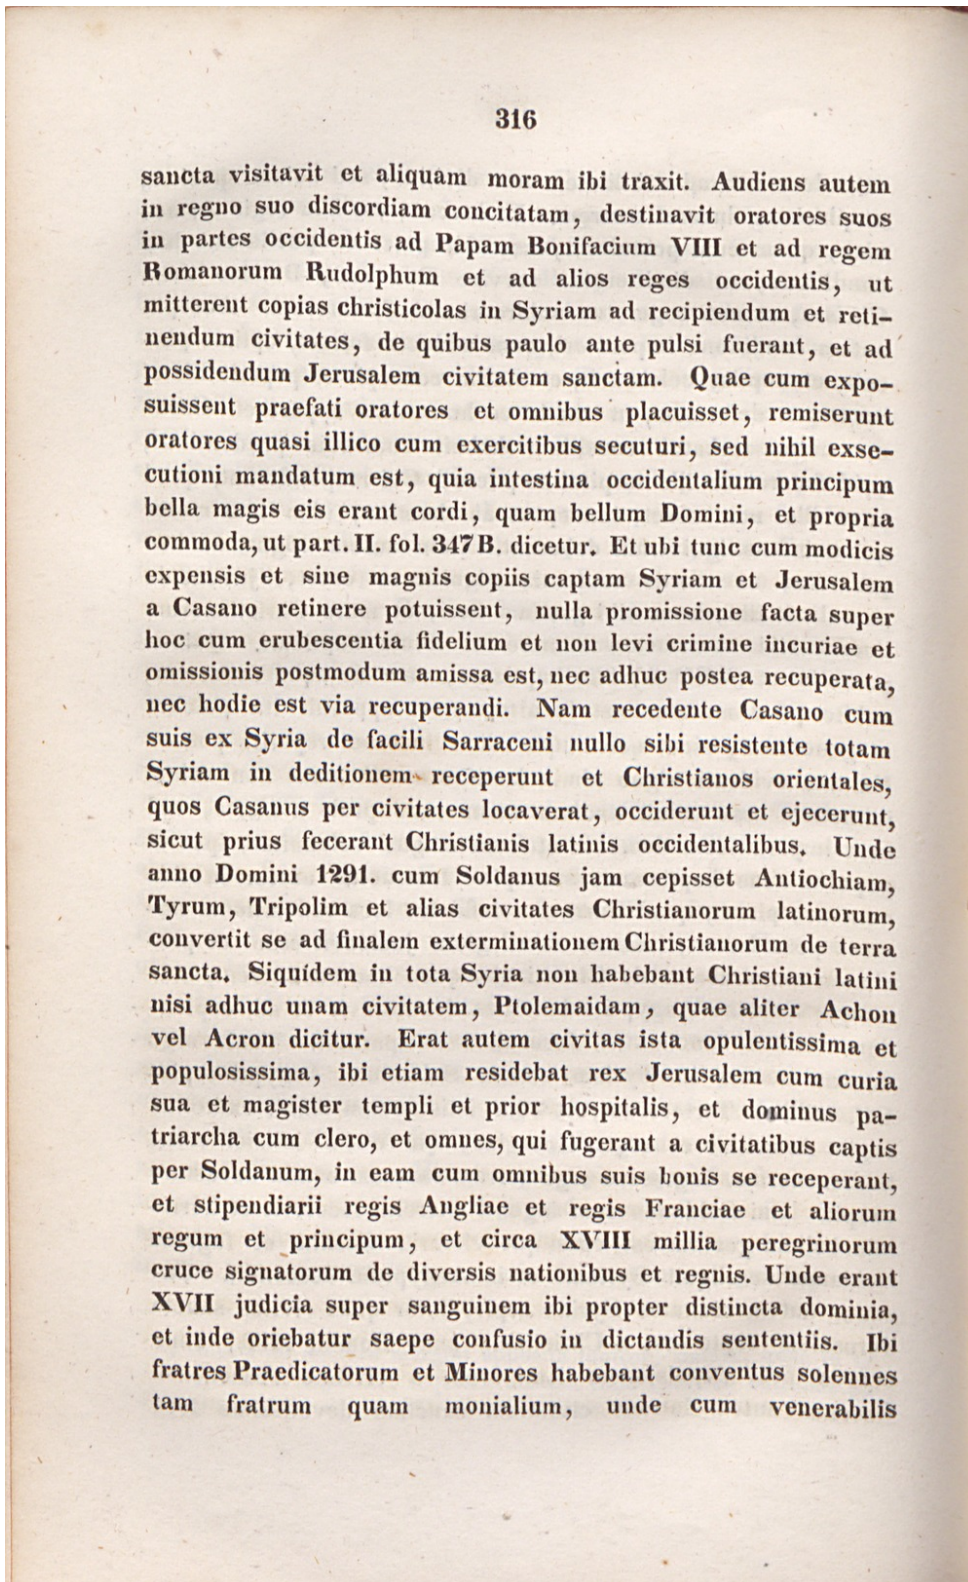 316
sancta visitavit et aliquam moram ibi traxit. Audiens autem
in regno suo discordiam concitatam, destinavit oratores suos
in partes occidentis ad Papam Bonifacium VIII et ad regem
Romanorum Rudolphum et ad alios reges occidentis, ut
mitterent copias christicolas in Syriam ad recipiendum et reti-
nendum civitates, de quibus paulo ante pulsi fuerant, et ad
possidendum Jerusalem civitatem sanctam. Quae cum expo-
suissent praefati oratores et omnibus placuisset, remiserunt
oratores quasi illico cum exercitibus secuturi, sed nihil exse-
cutioni mandatum est, quia intestina occidentalium principum
bella magis eis erant cordi, quam bellum Domini, et propria
commoda, ut part. II. fol. 347 B. dicetur. Et ubi tunc cum modicis
expensis et sine magnis copiis captam Syriam et Jerusalem
a Casano retinere potuissent, nulla promissione facta super
hoc cum erubescentia fidelium et non levi crimine incuriae et
omissionis postmodum amissa est, nec adhuc postea recuperata,
nec hodie est via recuperandi. Nam recedente Casano cum
suis ex Syria de facili Sarraceni nullo sibi resistente totam
Syriam in deditionem receperunt et Christianos orientales,
quos Casanus per civitates locaverat, occiderunt et ejecerunt,
sicut prius fecerant Christianis latinis occidentalibus. Unde
anno Domini 1291. cum Soldanus jam cepisset Antiochiam,
Tyrum, Tripolim et alias civitates Christianorum latinorum,
convertit se ad finalem exterminationem Christianorum de terra
sancta. Siquidem in tota Syria non habebant Christiani latini
nisi adhuc unam civitatem, Ptolemaidam, quae aliter Achon
vel Acron dicitur. Erat autem civitas ista opulentissima et
populosissima, ibi etiam residebat rex Jerusalem cum curia
sua et magister templi et prior hospitalis, et dominus pa-
triarcha cum clero, et omnes, qui fugerant a civitatibus captis
per Soldanum, in eam cum omnibus suis bonis se receperant,
et stipendiarii regis Angliae et regis Franciae et aliorum
regum et principum, et circa XVIII millia peregrinorum
cruce signatorum de diversis nationibus et regnis. Unde erant
XVII judicia super sanguinem ibi propter distincta dominia,
et inde oriebatur saepe confusio in dictandis sententiis. Ibi
fratres Praedicatorum et Minores habebant conventus solennes
tam fratrum quam monialium, unde cum venerabilis